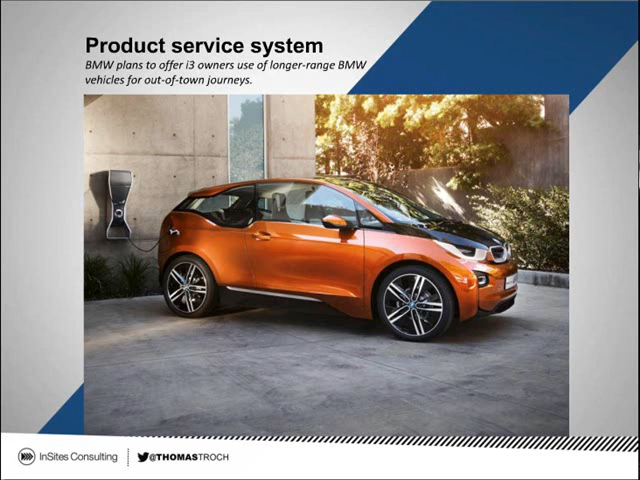 Product service system
BMW plans to offer i3 owners use of longer-range BMW
vehicles for out-of-town journeys.
InSites Consulting
@THOMASTROCH